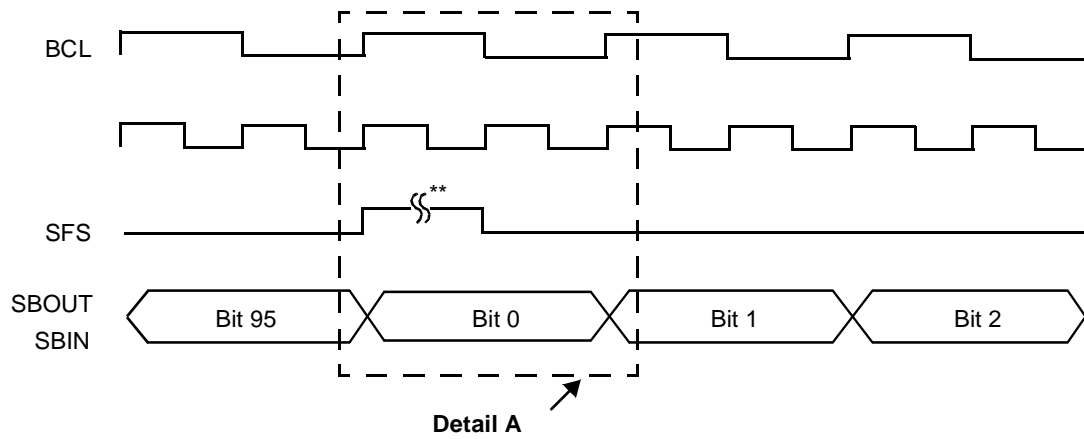 BCL
**
SFS
SBOUT
SBIN
Bit 95
Bit 0
Bit 1
Bit 2
Detail A